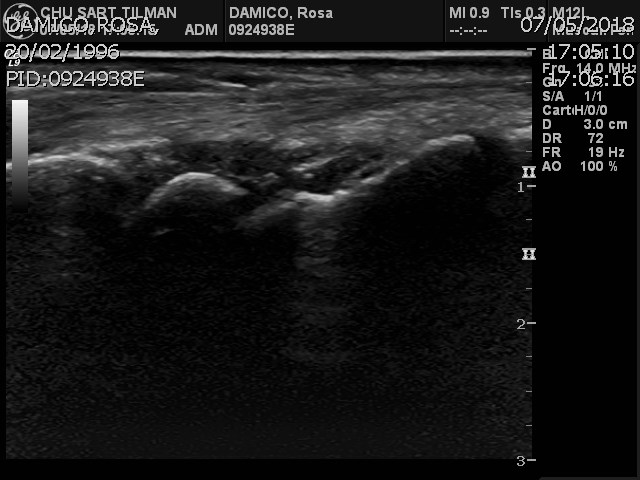 CHU SART TILMAN
DAMICO, Rosa
MI 0.9 TIs 0.3 M12L
DAMICO, ROSA
ADM
0924938E
--:--:--
07/05/2018
20/02/1996
17:05:10
Frq 14.0 MHz
PID:0924938E
17:06:16
S/A 1/1
Cart H/0/0
D 3.0 cm
DR 72
FR 19 Hz
AO 100 %
1
2
3